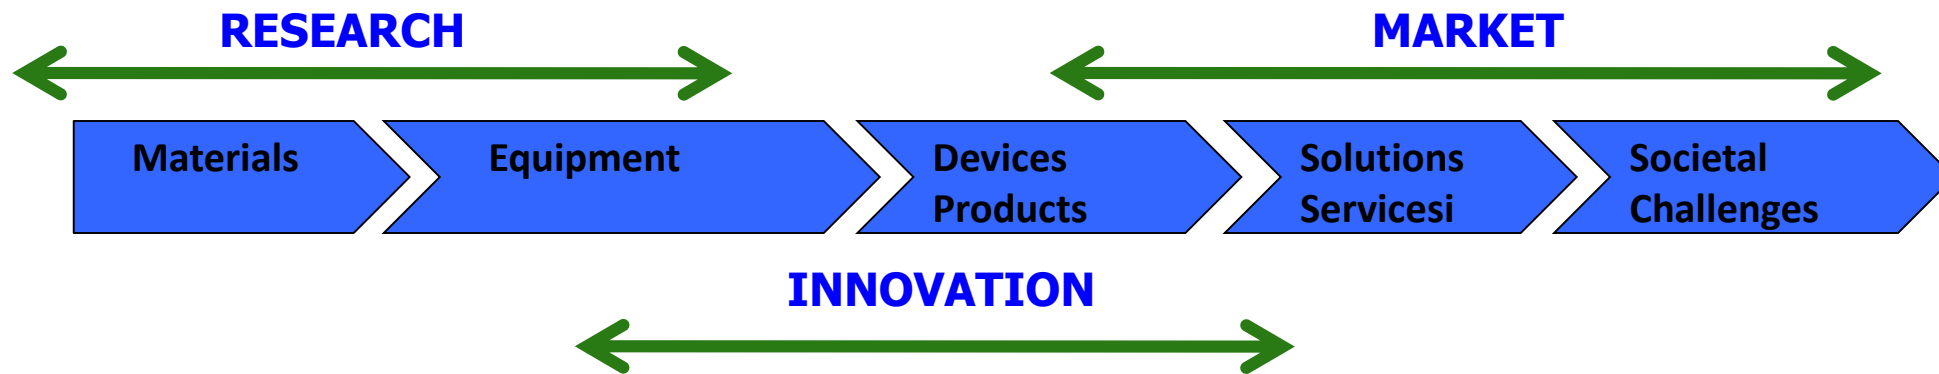 RESEARCH
MARKET
Materials
Equipment
Devices
Products
Solutions
Servicesi
Societal
Challenges
INNOVATION